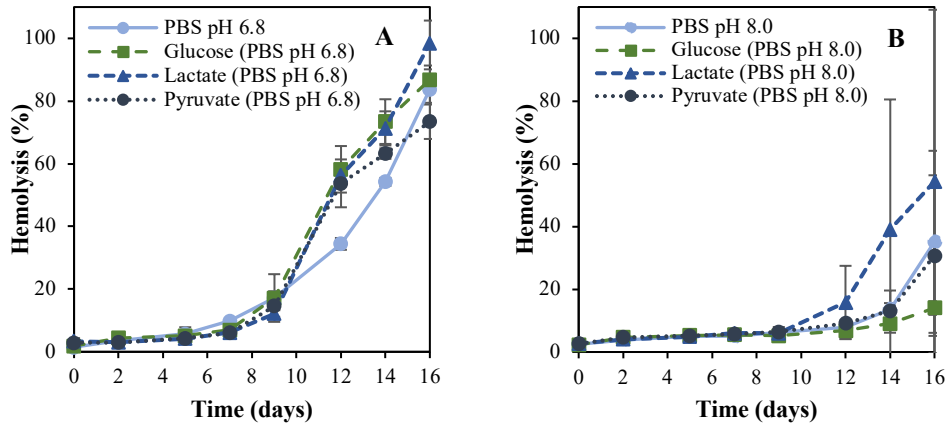 A
PBS pH 6.8
Glucose (PBS pH 6.8)
Lactate (PBS pH 6.8)
Pyruvate (PBS pH 6.8)
Hemolysis (%)
100
80
60
40
20
0
0 2 4 6 8 10 12 14 16
Time (days)
B
PBS pH 8.0
Glucose (PBS pH 8.0)
Lactate (PBS pH 8.0)
Pyruvate (PBS pH 8.0)
Hemolysis (%)
100
80
60
40
20
0
0 2 4 6 8 10 12 14 16
Time (days)